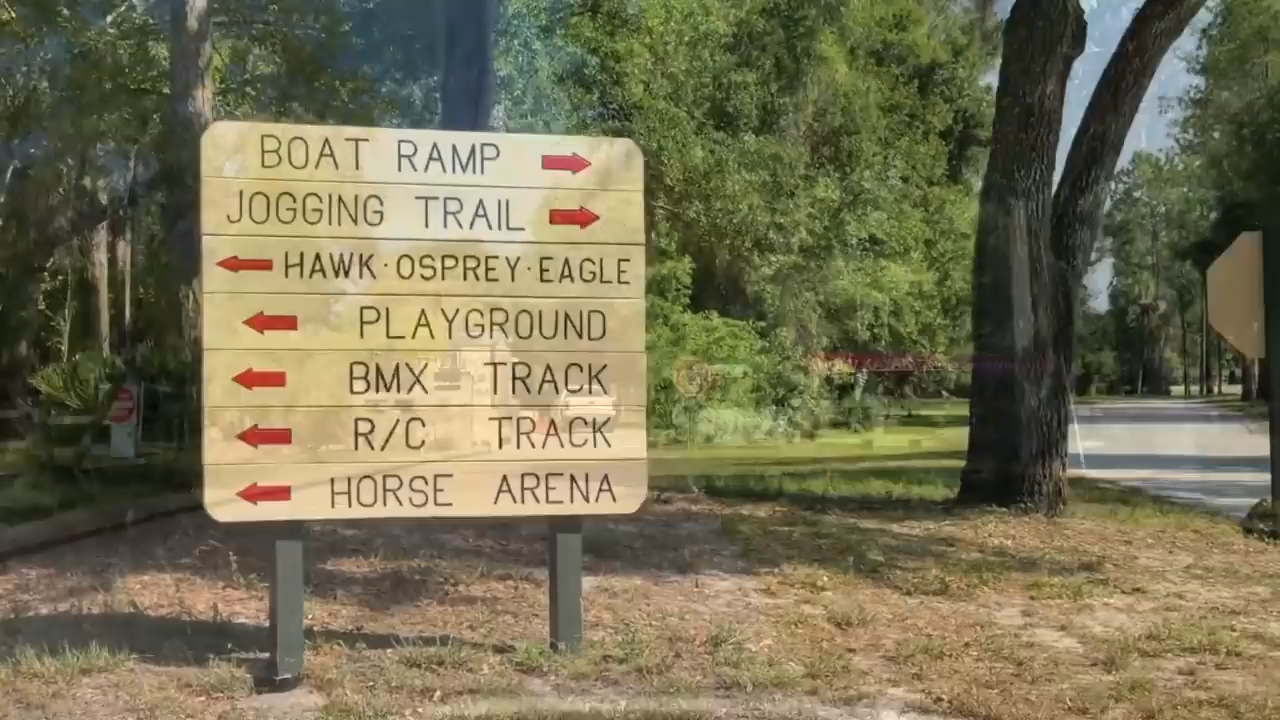 BOAT RAMP
JOGGING TRAIL
HAWK·OSPREY·EAGLE
PLAYGROUND
BMX TRACK
R/C TRACK
HORSE ARENA